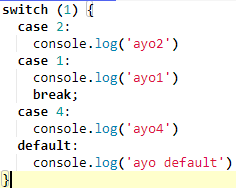 switch (1) {
  case 2:
    console.log('ayo2')
  case 1:
    console.log('ayo1')
    break;
  case 4:
    console.log('ayo4')
  default:
    console.log('ayo default')
}